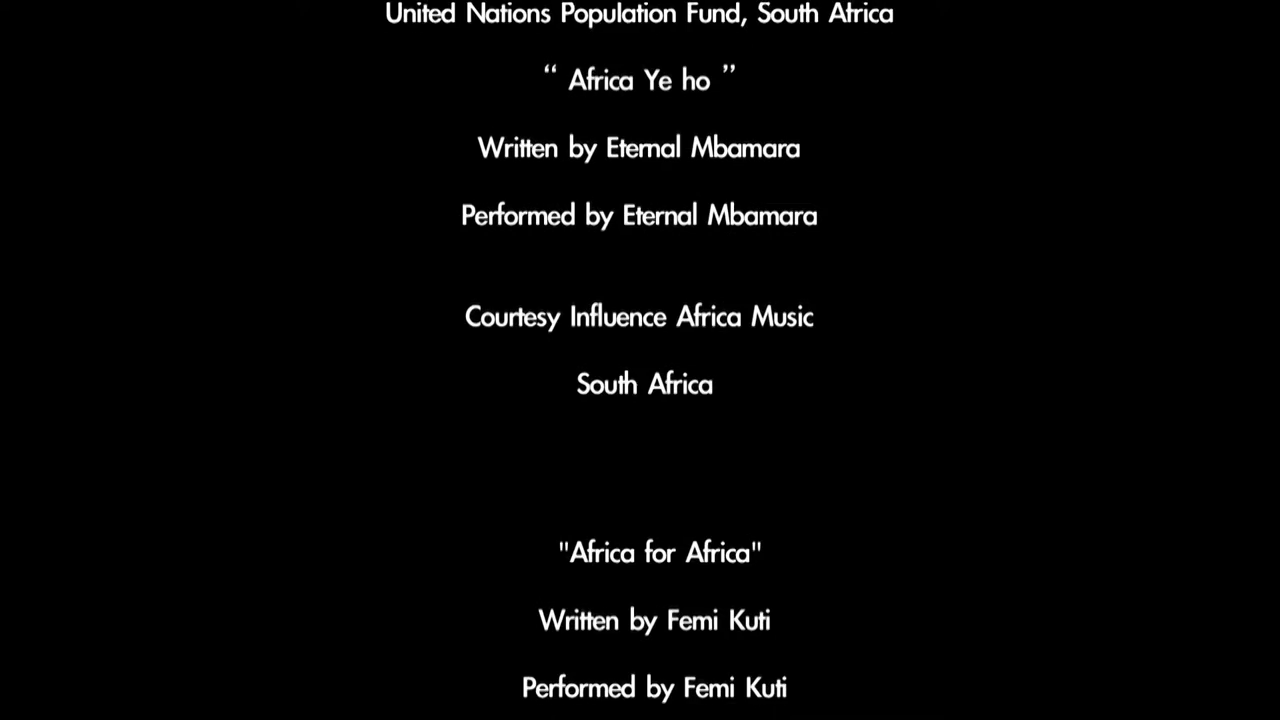 United Nations Population Fund, South Africa
“ Africa Ye ho ”
Written by Eternal Mbamara
Performed by Eternal Mbamara
Courtesy Influence Africa Music
South Africa
"Africa for Africa"
Written by Femi Kuti
Performed by Femi Kuti